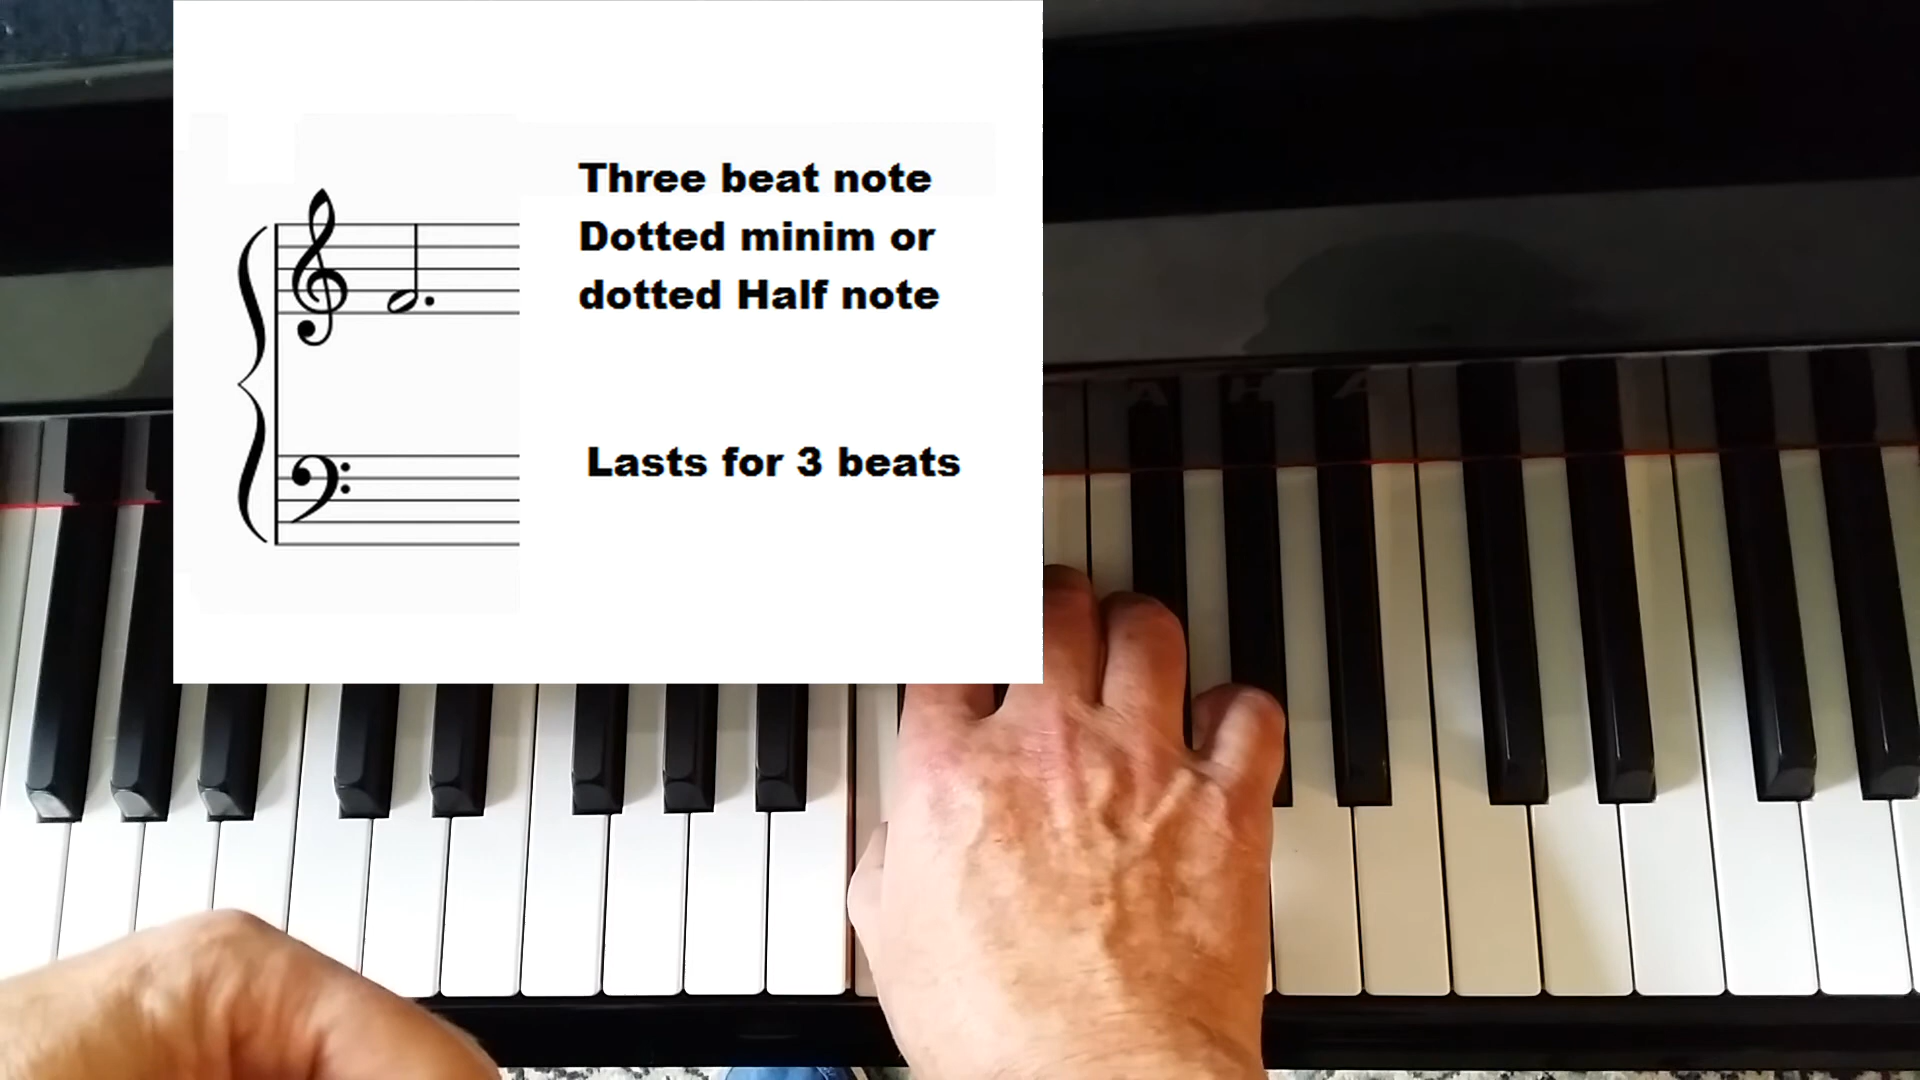 Three beat note
Dotted minim or
dotted Half note
Lasts for 3 beats